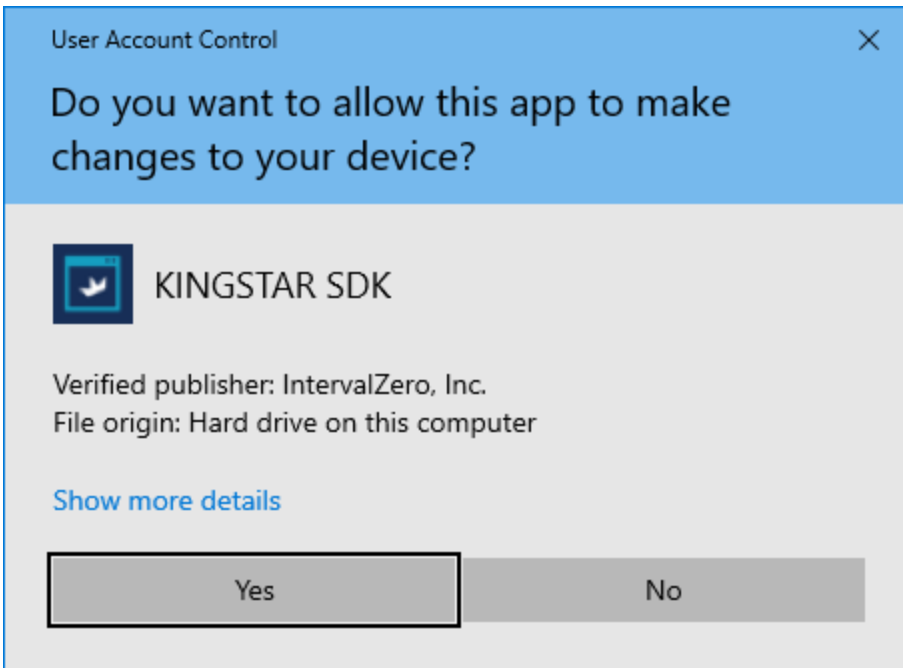 User Account Control
Do you want to allow this app to make
changes to your device?
KINGSTAR SDK
Verified publisher: IntervalZero, Inc.
File origin: Hard drive on this computer
Show more details
Yes
No